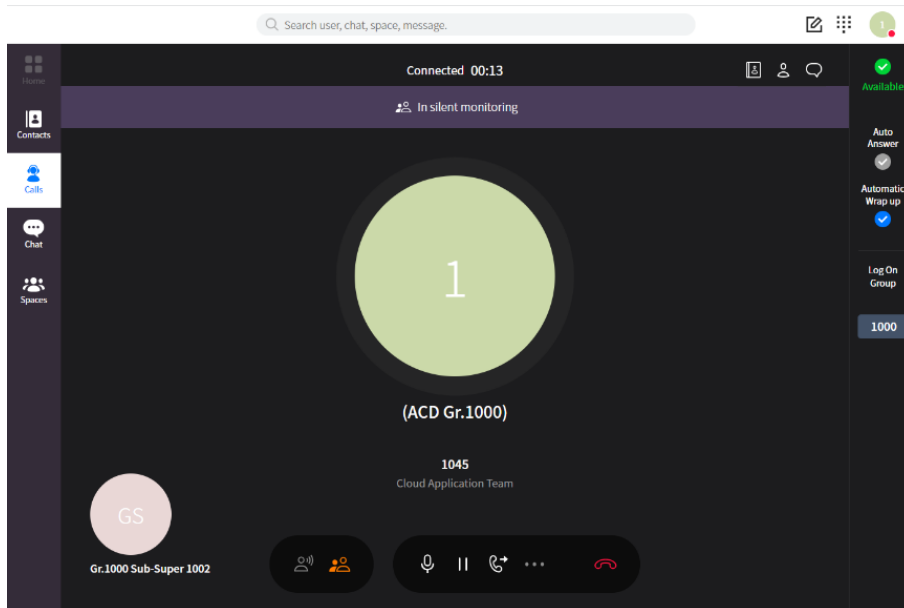 Search user, chat, space, message.
1
Home
Contacts
Calls
Chat
Spaces
Connected 00:13
In silent monitoring
1
(ACD Gr.1000)
1045
Cloud Application Team
GS
Gr.1000 Sub-Super 1002
Available
Auto
Answer
Automatic
Wrap up
Log On
Group
1000